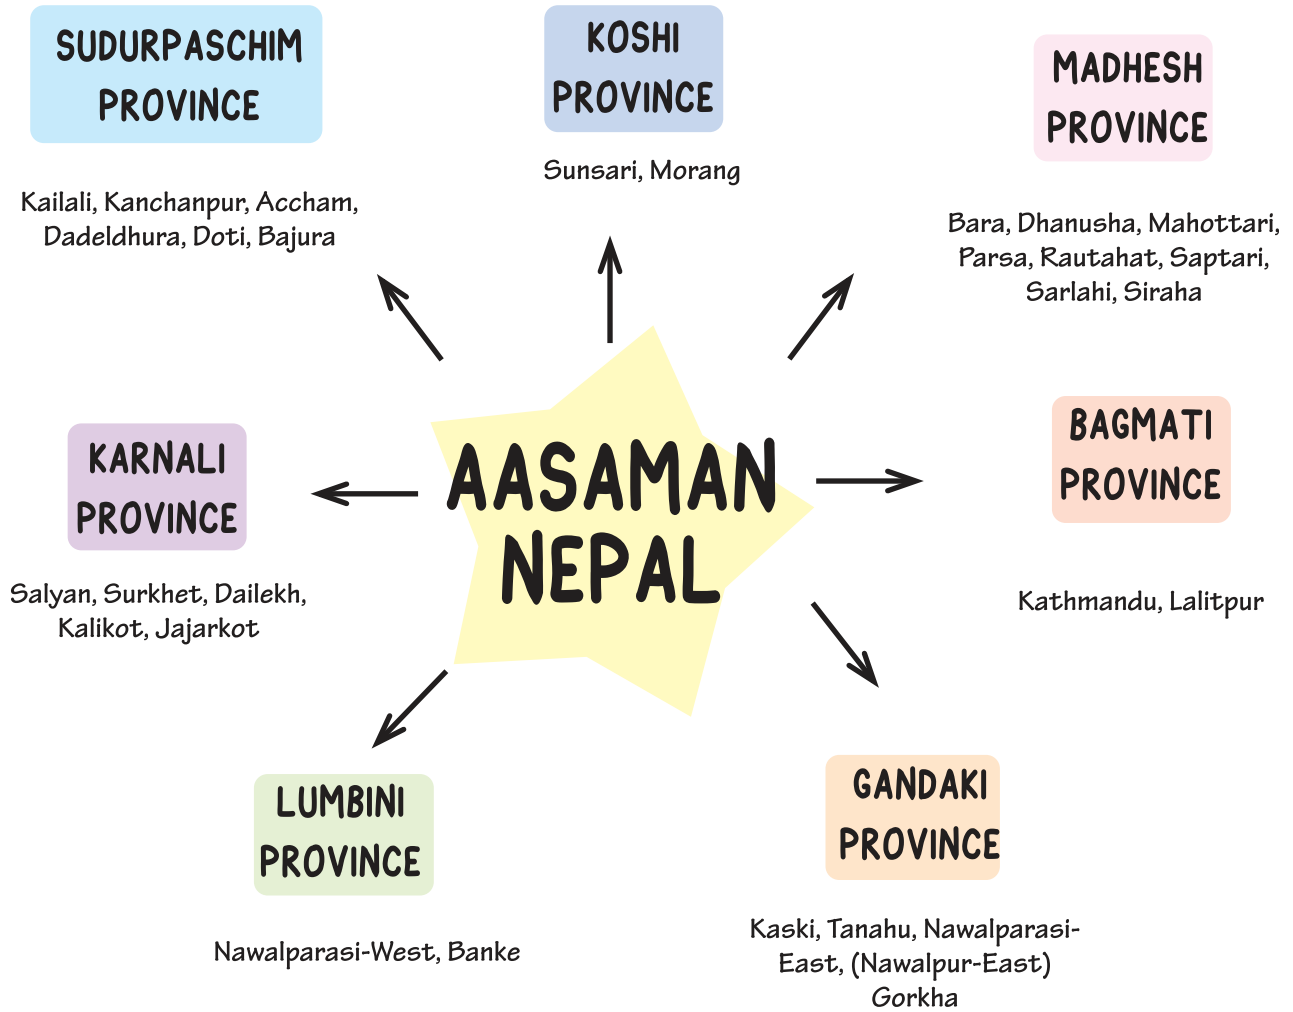 SUDURPASCHIM
PROVINCE
Kailali, Kanchanpur, Accham,
Dadeldhura, Doti, Bajura
KOSHI
PROVINCE
Sunsari, Morang
MADHESH
PROVINCE
Bara, Dhanusha, Mahottari,
Parsa, Rautahat, Saptari,
Sarlahi, Siraha
KARNALI
PROVINCE
Salyan, Surkhet, Dailekh,
Kalikot, Jajarkot
AASAMAN
NEPAL
BAGMATI
PROVINCE
Kathmandu, Lalitpur
LUMBINI
PROVINCE
Nawalparasi-West, Banke
GANDAKI
PROVINCE
Kaski, Tanahu, Nawalparasi-
East, (Nawalpur-East)
Gorkha